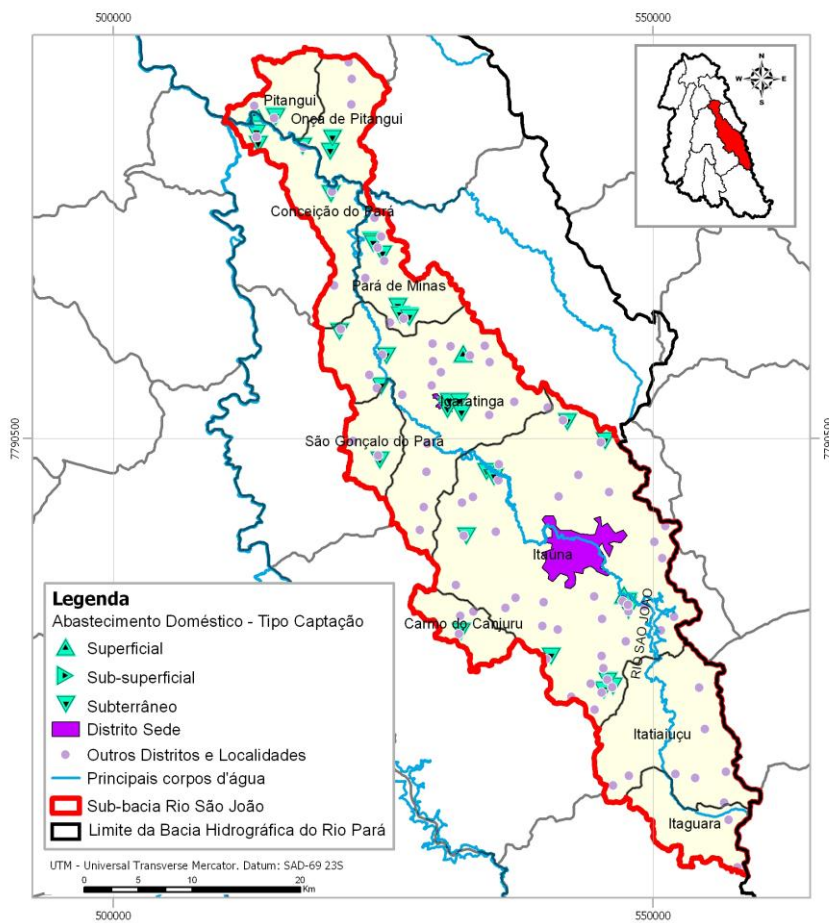 500000
550000
N
W E
S
Pitangui
Onça de Pitangui
Conceição do Pará
Pará de Minas
Igaratinga
7790500
7790500
São Gonçalo do Pará
Itaúna
Carmo do Cajuru
RIO SÃO JOÃO
Itatiaiuçu
Itaguara
Legenda
Abastecimento Doméstico - Tipo Captação
Superficial
Sub-superficial
Subterrâneo
Distrito Sede
Outros Distritos e Localidades
Principais corpos d'água
Sub-bacia Rio São João
Limite da Bacia Hidrográfica do Rio Pará
UTM - Universal Transverse Mercator. Datum: SAD-69 23S
0 5 10 20
Km
500000
550000